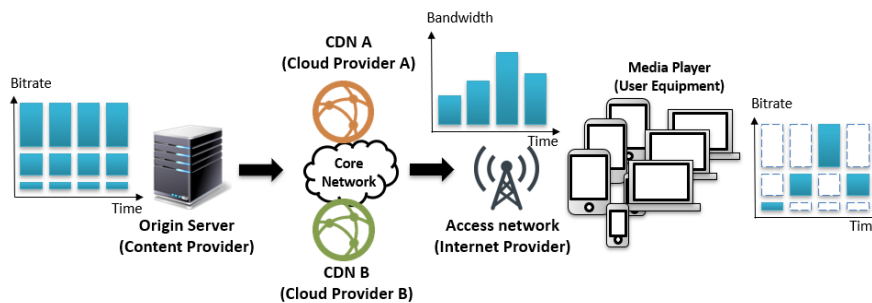 Bitrate
Time
Origin Server
(Content Provider)
CDN A
(Cloud Provider A)
Core
Network
CDN B
(Cloud Provider B)
Bandwidth
Time
Access network
(Internet Provider)
Media Player
(User Equipment)
Bitrate
Tim